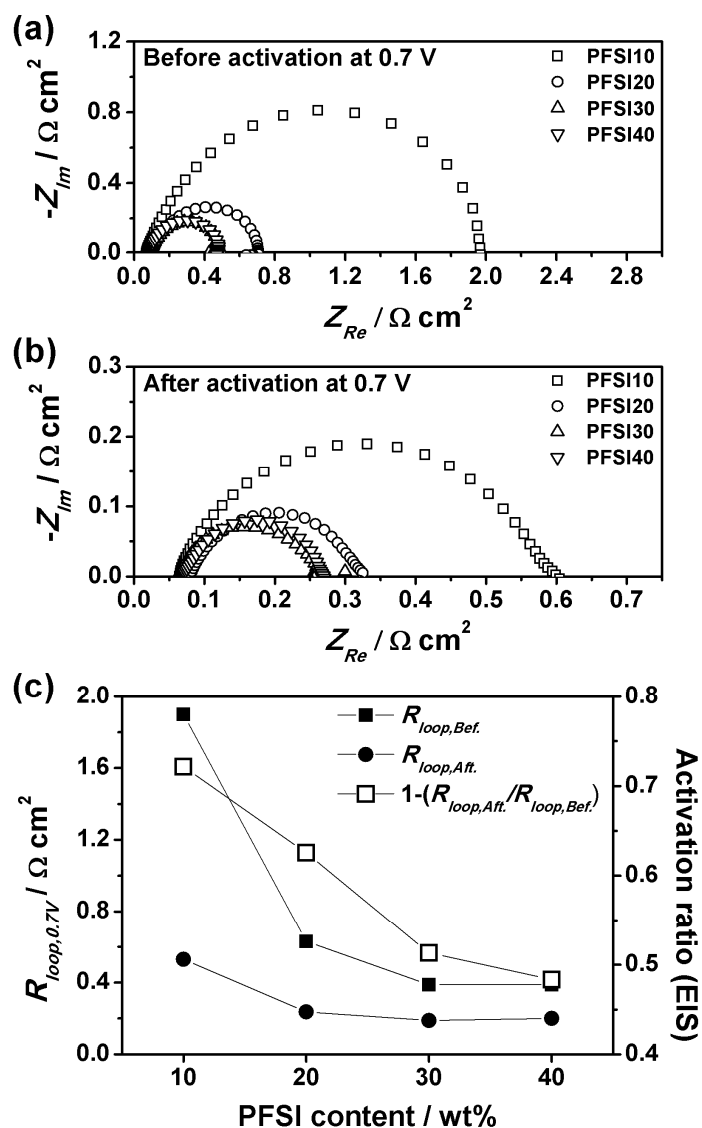 (a)
Before activation at 0.7 V
PFSI10
PFSI20
PFSI30
PFSI40
1.2
0.8
0.4
0.0
-Z_Im / Ω cm²
0.0 0.4 0.8 1.2 1.6 2.0 2.4 2.8
Z_Re / Ω cm²
(b)
After activation at 0.7 V
PFSI10
PFSI20
PFSI30
PFSI40
0.3
0.2
0.1
0.0
-Z_Im / Ω cm²
0.0 0.1 0.2 0.3 0.4 0.5 0.6 0.7
Z_Re / Ω cm²
(c)
R_loop,Bef.
R_loop,Aft.
1-(R_loop,Aft./R_loop,Bef.)
2.0
1.6
1.2
0.8
0.4
0.0
R_loop,0.7V / Ω cm²
0.8
0.7
0.6
0.5
0.4
Activation ratio (EIS)
10 20 30 40
PFSI content / wt%